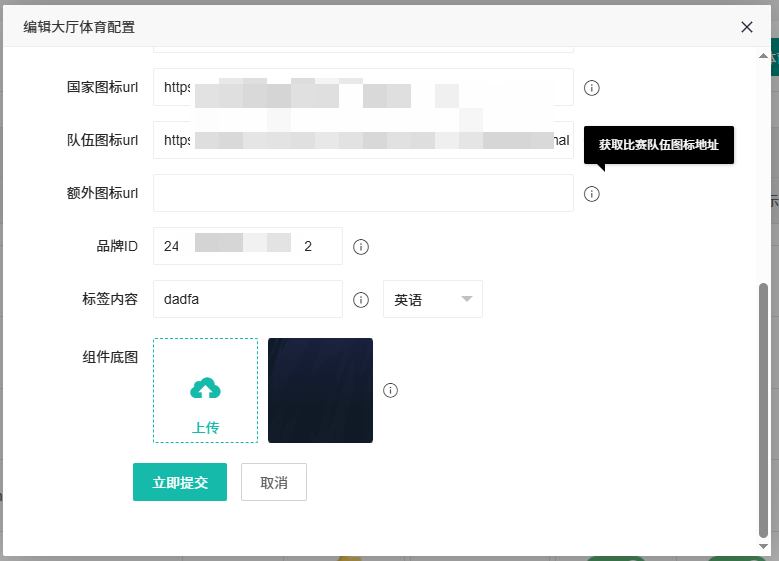 编辑大厅体育配置
国家图标url https
队伍图标url https nal
获取比赛队伍图标地址
额外图标url
品牌ID 24 2
标签内容 dadfa 英语
组件底图
上传
立即提交 取消